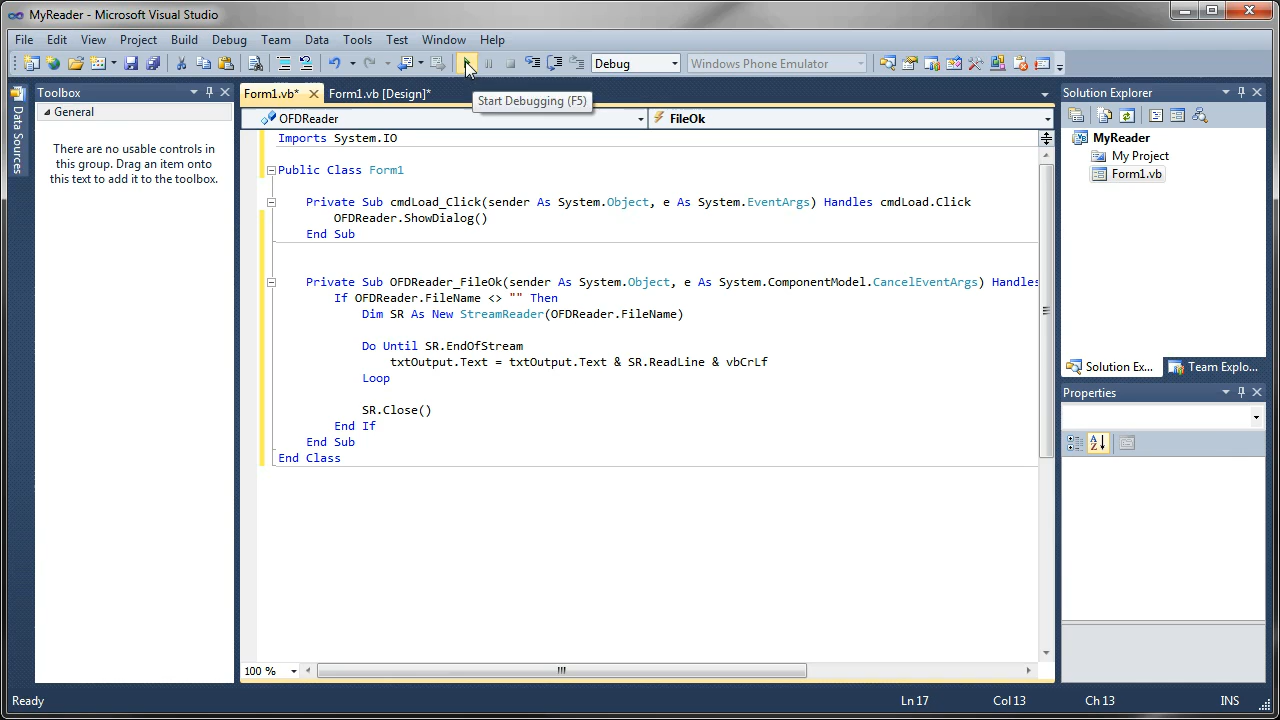 MyReader - Microsoft Visual Studio
File Edit View Project Build Debug Team Data Tools Test Window Help
Debug Windows Phone Emulator
Start Debugging (F5)
Data Sources
Toolbox
General
There are no usable controls in
this group. Drag an item onto
this text to add it to the toolbox.
Form1.vb* Form1.vb [Design]*
OFDReader FileOk
Imports System.IO
Public Class Form1
Private Sub cmdLoad_Click(sender As System.Object, e As System.EventArgs) Handles cmdLoad.Click
OFDReader.ShowDialog()
End Sub
Private Sub OFDReader_FileOk(sender As System.Object, e As System.ComponentModel.CancelEventArgs) Handles
If OFDReader.FileName <> "" Then
Dim SR As New StreamReader(OFDReader.FileName)
Do Until SR.EndOfStream
txtOutput.Text = txtOutput.Text & SR.ReadLine & vbCrLf
Loop
SR.Close()
End If
End Sub
End Class
100 %
Solution Explorer
MyReader
My Project
Form1.vb
Solution Ex... Team Explo...
Properties
Ready Ln 17 Col 13 Ch 13 INS